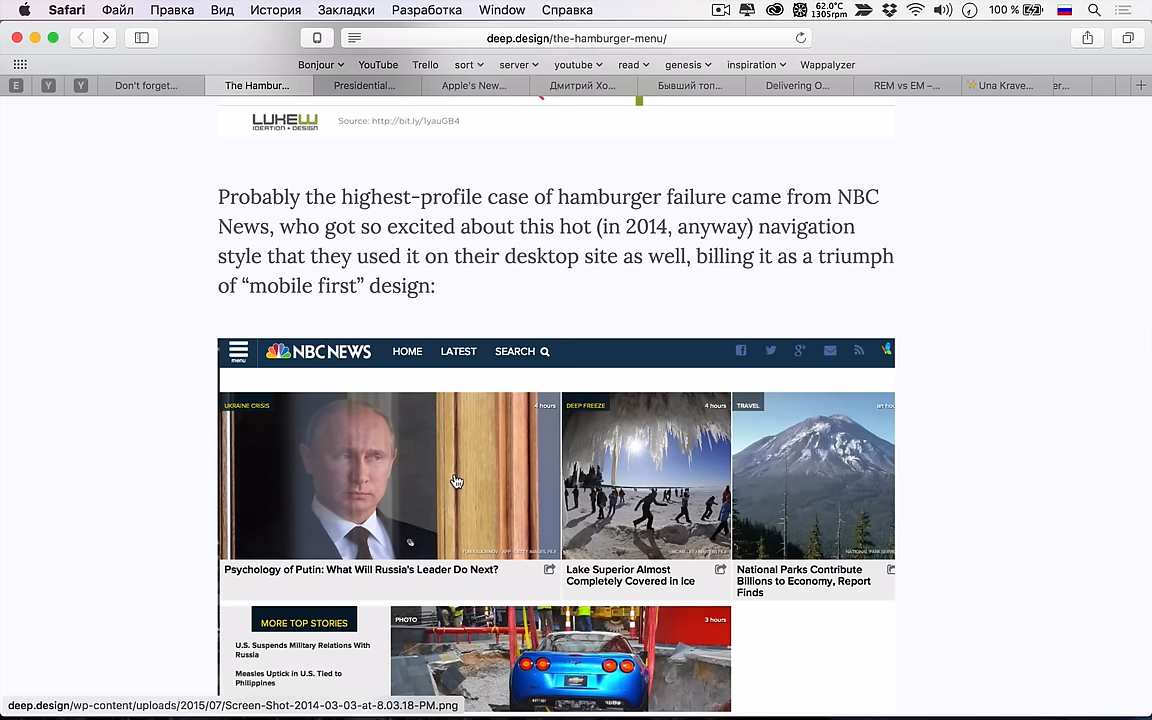 Safari Файл Правка Вид История Закладки Разработка Window Справка 62.0°C 1305rpm 100 %
deep.design/the-hamburger-menu/
Bonjour YouTube Trello sort server youtube read genesis inspiration Wappalyzer
E Y Y Don't forget... The Hambur... Presidential... Apple's New... Дмитрий Хо... Бывший топ... Delivering O... REM vs EM –... Una Krave... er...
LUKEW
IDEATION + DESIGN
Source: http://bit.ly/1yauGB4
Probably the highest-profile case of hamburger failure came from NBC
News, who got so excited about this hot (in 2014, anyway) navigation
style that they used it on their desktop site as well, billing it as a triumph
of “mobile first” design:
menu NBC NEWS HOME LATEST SEARCH
UKRAINE CRISIS 4 hours DEEP FREEZE 4 hours TRAVEL an hou
Psychology of Putin: What Will Russia's Leader Do Next?
Lake Superior Almost
Completely Covered in Ice
National Parks Contribute
Billions to Economy, Report
Finds
MORE TOP STORIES
U.S. Suspends Military Relations With
Russia
Measles Uptick in U.S. Tied to
Philippines
PHOTO 3 hours
deep.design/wp-content/uploads/2015/07/Screen-Shot-2014-03-03-at-8.03.18-PM.png